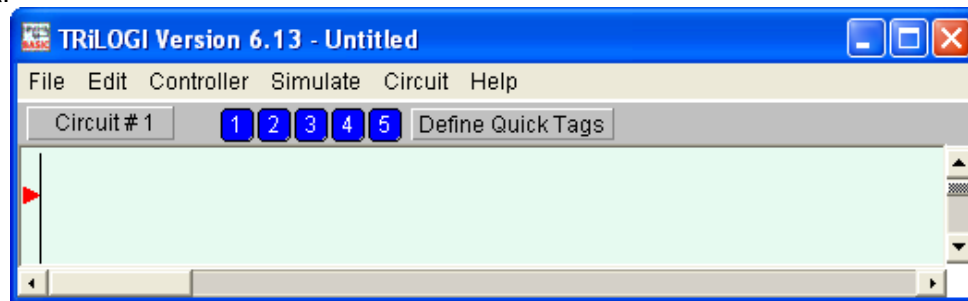 TRiLOGI Version 6.13 - Untitled
File Edit Controller Simulate Circuit Help
Circuit # 1 1 2 3 4 5 Define Quick Tags